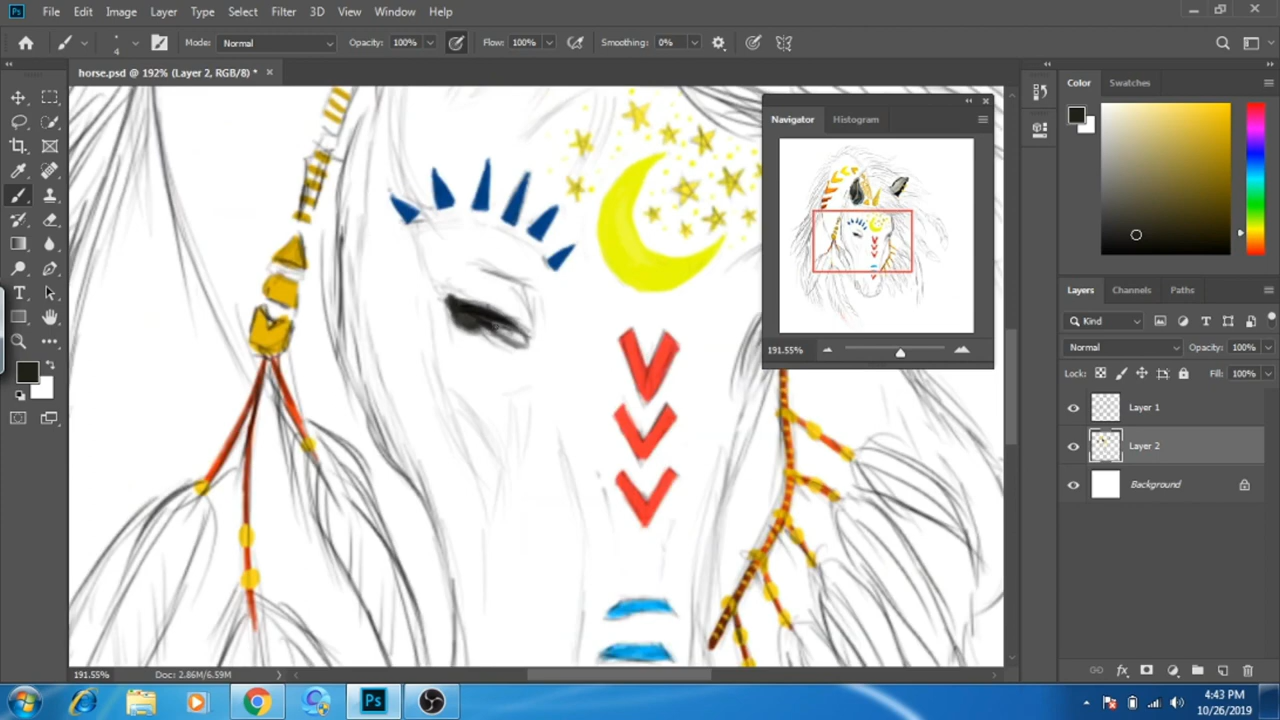 Ps File Edit Image Layer Type Select Filter 3D View Window Help
4 Mode: Normal Opacity: 100% Flow: 100% Smoothing: 0%
horse.psd @ 192% (Layer 2, RGB/8) *
Color Swatches
Navigator Histogram
191.55%
Layers Channels Paths
Kind
Normal Opacity: 100%
Lock: Fill: 100%
Layer 1
Layer 2
Background
191.55% Doc: 2.86M/6.59M
Ps
4:43 PM
10/26/2019